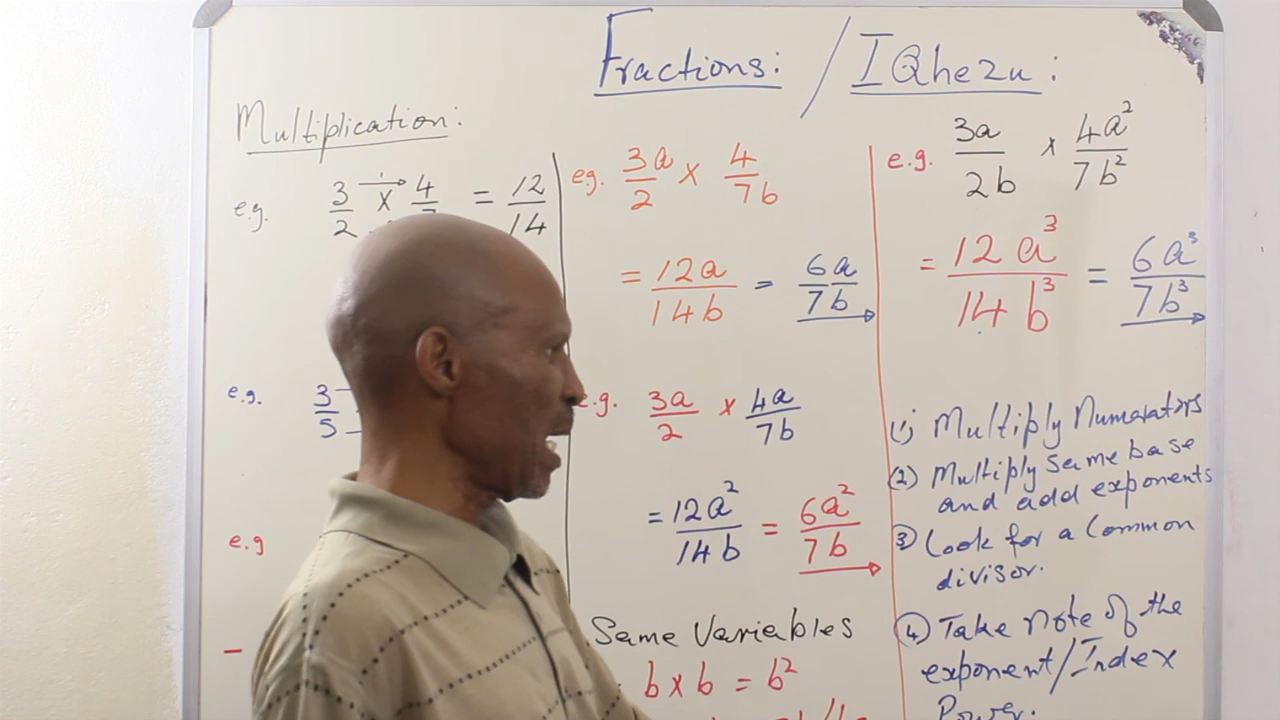 Fractions: / IQhezu:
Multiplication:
e.g. 3/2 × 4/ = 12/14
e.g. 3/5
e.g
eg. 3a/2 × 4/7b
= 12a/14b = 6a/7b
e.g. 3a/2 × 4a/7b
= 12a²/14b = 6a²/7b
Same Variables
b × b = b²
e.g. 3a/2b × 4a²/7b²
= 12a³/14b³ = 6a³/7b³
(1) Multiply Numerators
(2) Multiply same base
and add exponents
(3) Look for a Common
divisor.
(4) Take note of the
exponent/Index
Power.